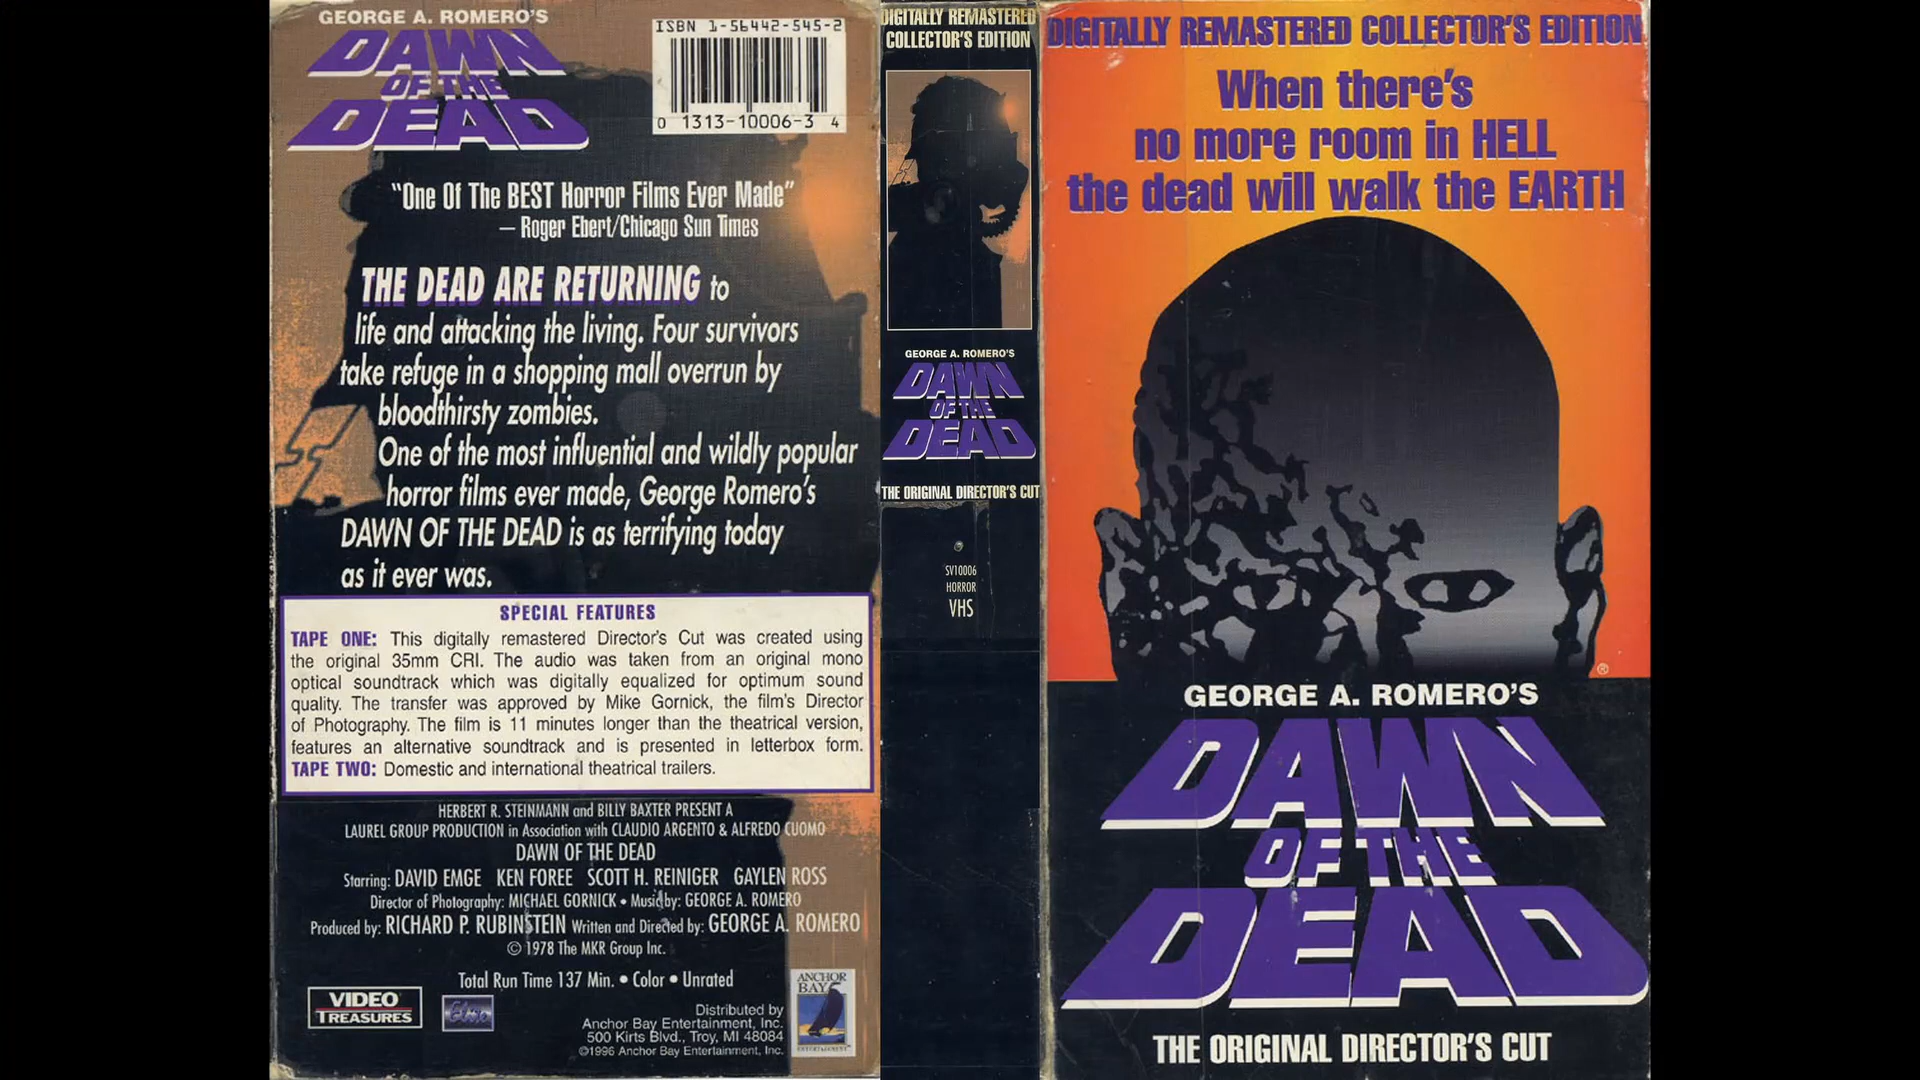 GEORGE A. ROMERO'S
DAWN
OF THE
DEAD
ISBN 1-56442-545-2
0 1313-10006-3 4
"One Of The BEST Horror Films Ever Made"
— Roger Ebert/Chicago Sun Times
THE DEAD ARE RETURNING to
life and attacking the living. Four survivors
take refuge in a shopping mall overrun by
bloodthirsty zombies.
One of the most influential and wildly popular
horror films ever made, George Romero's
DAWN OF THE DEAD is as terrifying today
as it ever was.
SPECIAL FEATURES
TAPE ONE: This digitally remastered Director's Cut was created using
the original 35mm CRI. The audio was taken from an original mono
optical soundtrack which was digitally equalized for optimum sound
quality. The transfer was approved by Mike Gornick, the film's Director
of Photography. The film is 11 minutes longer than the theatrical version,
features an alternative soundtrack and is presented in letterbox form.
TAPE TWO: Domestic and international theatrical trailers.
HERBERT R. STEINMANN and BILLY BAXTER PRESENT A
LAUREL GROUP PRODUCTION in Association with CLAUDIO ARGENTO & ALFREDO CUOMO
DAWN OF THE DEAD
Starring: DAVID EMGE KEN FOREE SCOTT H. REINIGER GAYLEN ROSS
Director of Photography: MICHAEL GORNICK • Music by: GEORGE A. ROMERO
Produced by: RICHARD P. RUBINSTEIN Written and Directed by: GEORGE A. ROMERO
© 1978 The MKR Group Inc.
Total Run Time 137 Min. • Color • Unrated
VIDEO
TREASURES
Elite
Distributed by
Anchor Bay Entertainment, Inc.
500 Kirts Blvd., Troy, MI 48084
©1996 Anchor Bay Entertainment, Inc.
ANCHOR
BAY
ENTERTAINMENT
DIGITALLY REMASTERED
COLLECTOR'S EDITION
GEORGE A. ROMERO'S
DAWN
OF THE
DEAD
THE ORIGINAL DIRECTOR'S CUT
SV10006
HORROR
VHS
DIGITALLY REMASTERED COLLECTOR'S EDITION
When there's
no more room in HELL
the dead will walk the EARTH
®
GEORGE A. ROMERO'S
DAWN
OF THE
DEAD
THE ORIGINAL DIRECTOR'S CUT